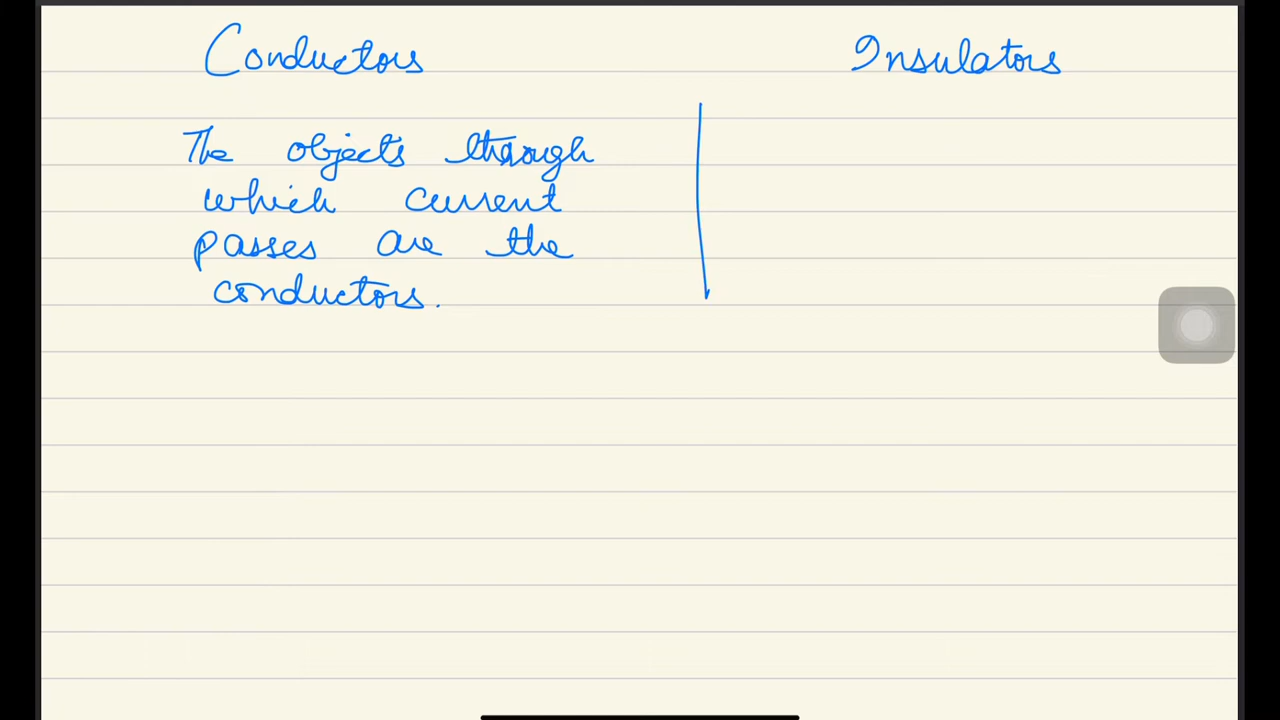 Conductors
Insulators
The objects through
which current
passes are the
conductors.